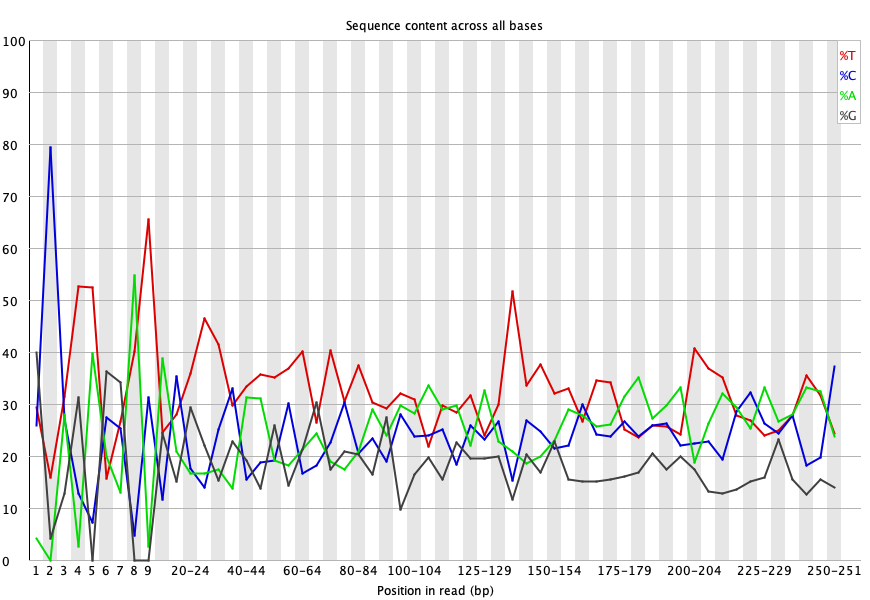 Sequence content across all bases
100
%T
%C
%A
%G
90
80
70
60
50
40
30
20
10
0
1 2 3 4 5 6 7 8 9 20-24 40-44 60-64 80-84 100-104 125-129 150-154 175-179 200-204 225-229 250-251
Position in read (bp)